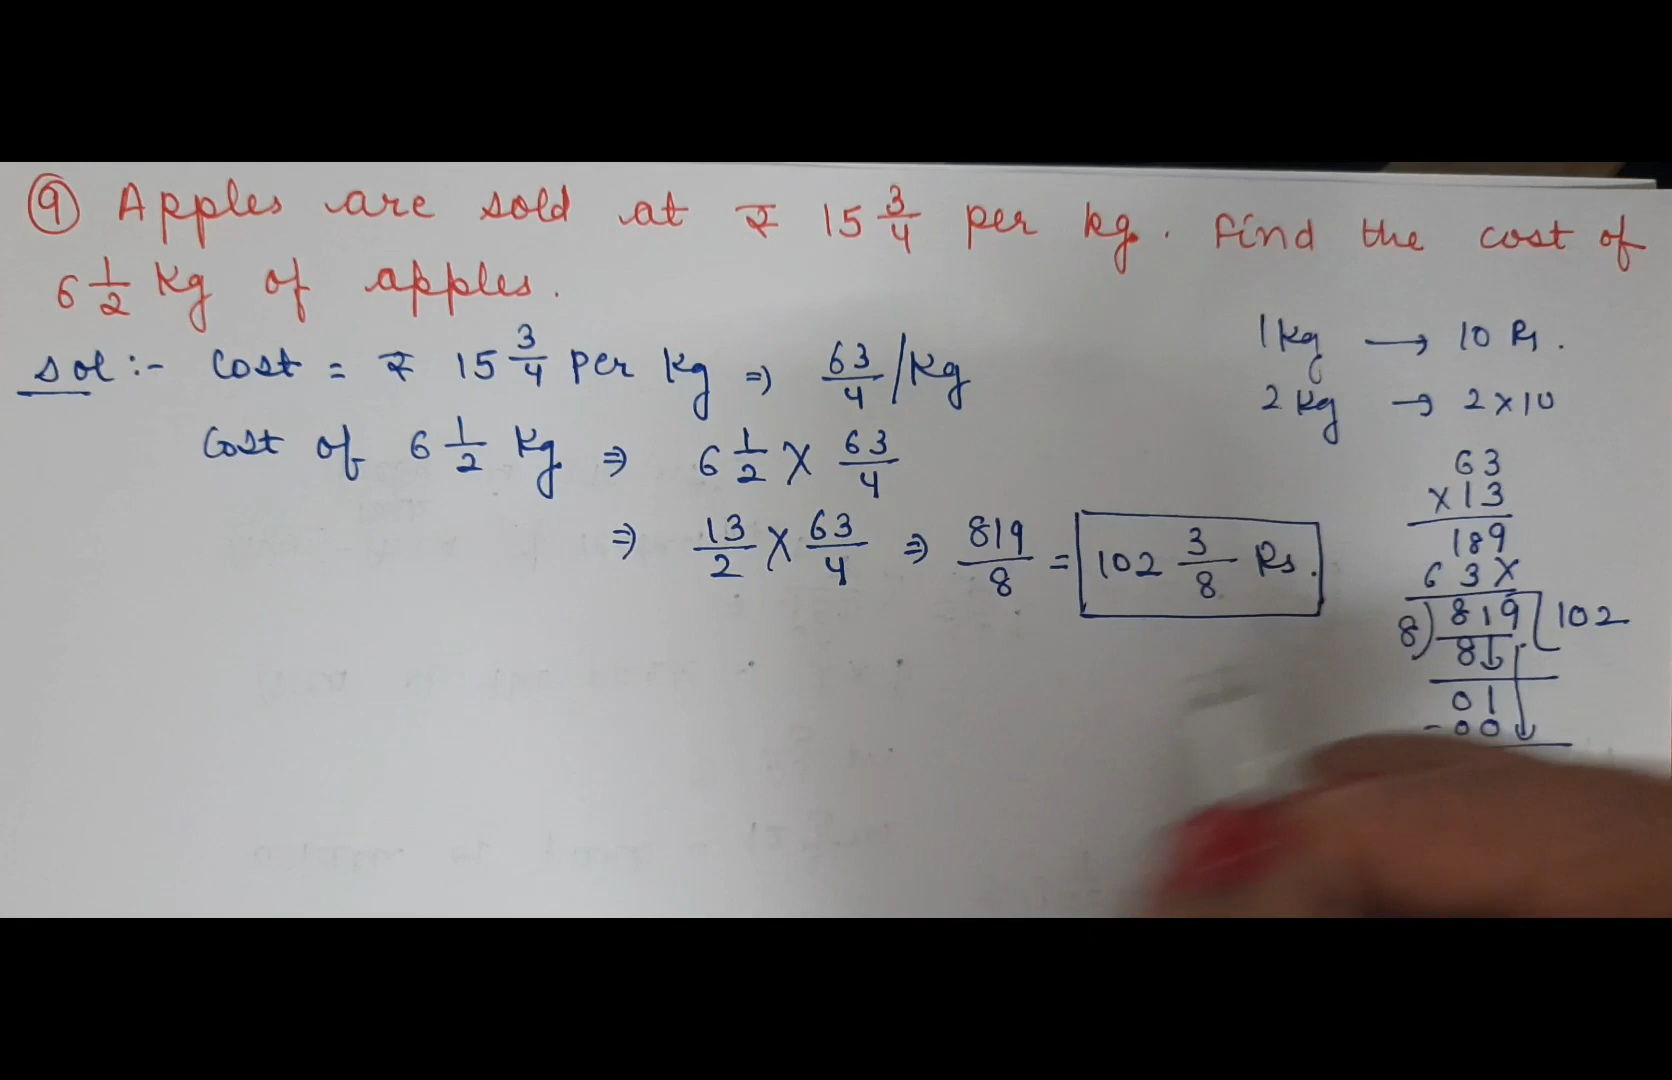 9 Apples are sold at ₹ 15 3/4 per kg. Find the cost of
6 1/2 Kg of apples.
Sol :- Cost = ₹ 15 3/4 per kg ⇒ 63/4 /Kg
Cost of 6 1/2 Kg ⇒ 6 1/2 X 63/4
⇒ 13/2 X 63/4 ⇒ 819/8 = 102 3/8 Rs.
1kg → 10 Rs.
2 kg → 2 x 10
63
X13
189
63X
8) 819 (102
8↓
01
-00↓